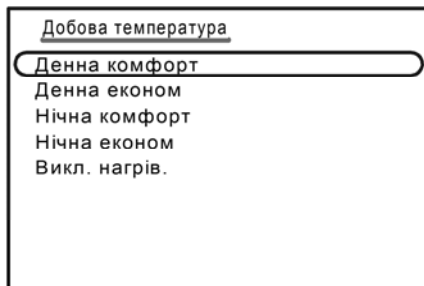 Добова температура
Денна комфорт
Денна економ
Нічна комфорт
Нічна економ
Викл. нагрів.